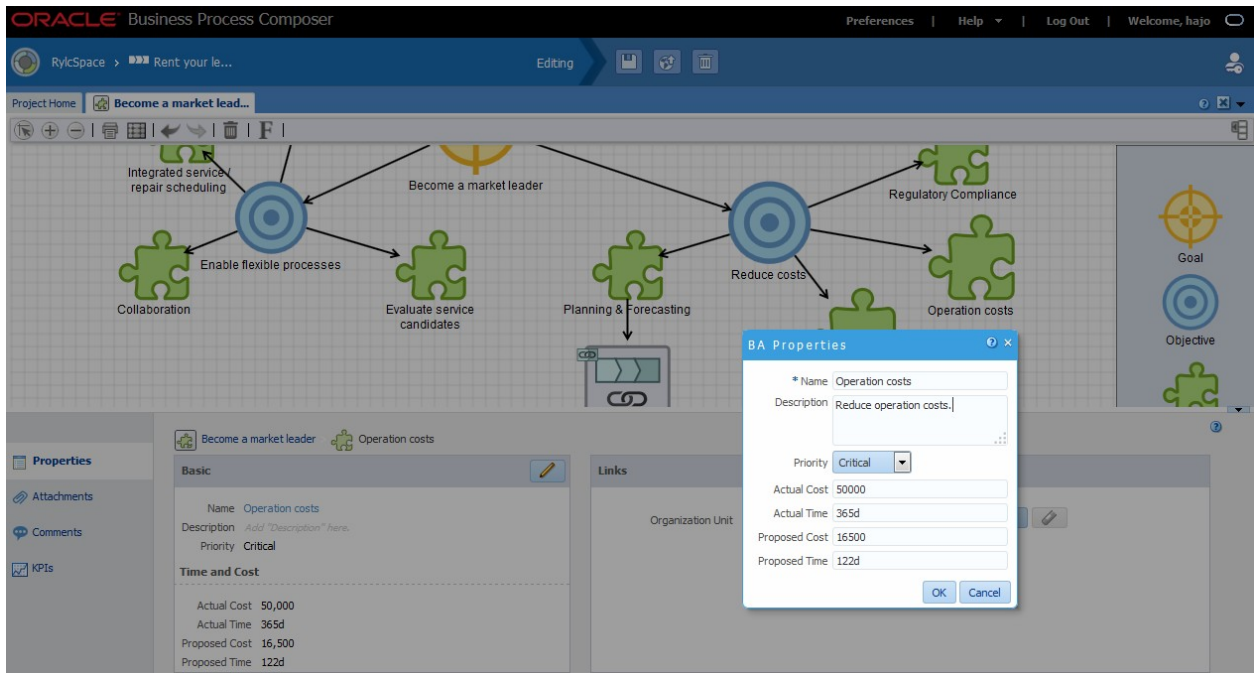 ORACLE Business Process Composer
Preferences | Help | Log Out | Welcome, hajo
RylcSpace > Rent your le...
Editing
Project Home
Become a market lead...
F
Integrated service /
repair scheduling
Become a market leader
Regulatory Compliance
Enable flexible processes
Reduce costs
Goal
Collaboration
Evaluate service
candidates
Planning & Forecasting
Operation costs
Objective
BA Properties
* Name Operation costs
Description Reduce operation costs.
Priority Critical
Actual Cost 50000
Actual Time 365d
Proposed Cost 16500
Proposed Time 122d
OK Cancel
Properties
Attachments
Comments
KPIs
Become a market leader Operation costs
Basic
Name Operation costs
Description Add "Description" here.
Priority Critical
Time and Cost
Actual Cost 50,000
Actual Time 365d
Proposed Cost 16,500
Proposed Time 122d
Links
Organization Unit